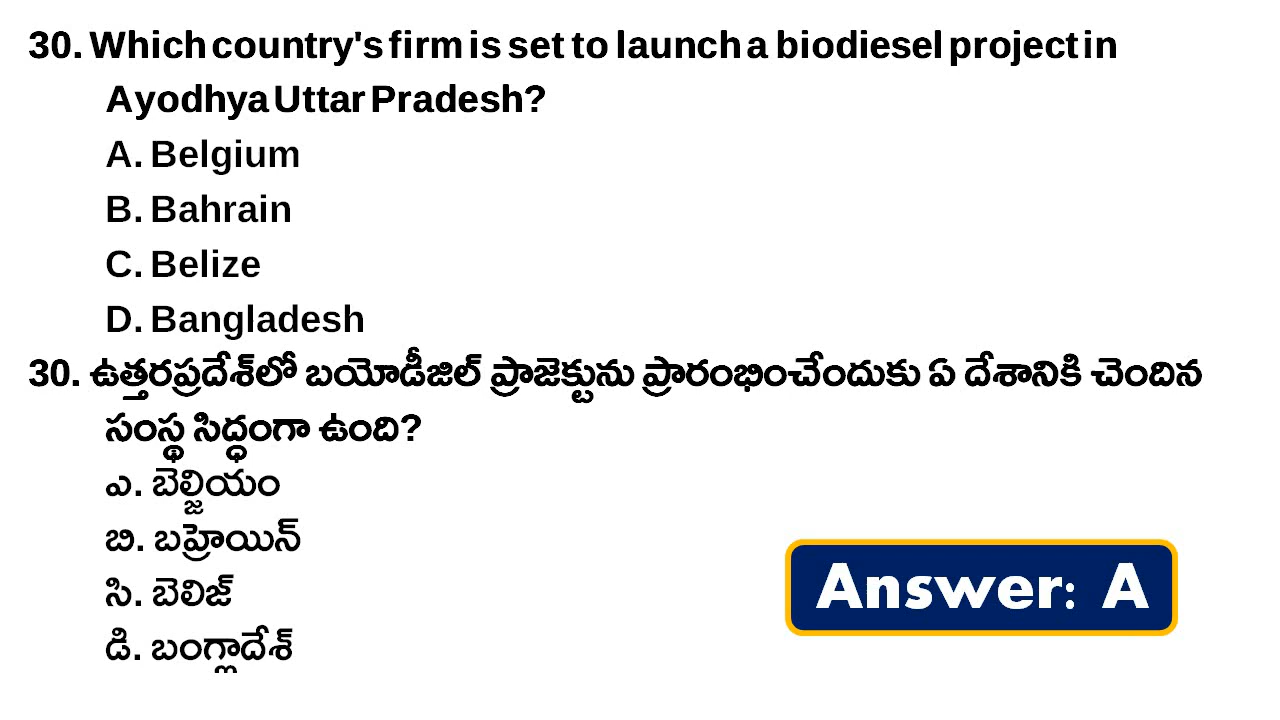 30. Which country's firm is set to launch a biodiesel project in
Ayodhya Uttar Pradesh?
A. Belgium
B. Bahrain
C. Belize
D. Bangladesh
30. ఉత్తరప్రదేశ్‌లో బయోడీజిల్ ప్రాజెక్టును ప్రారంభించేందుకు ఏ దేశానికి చెందిన
సంస్థ సిద్ధంగా ఉంది?
ఎ. బెల్జియం
బి. బహ్రెయిన్
సి. బెలిజ్
డి. బంగ్లాదేశ్
Answer: A